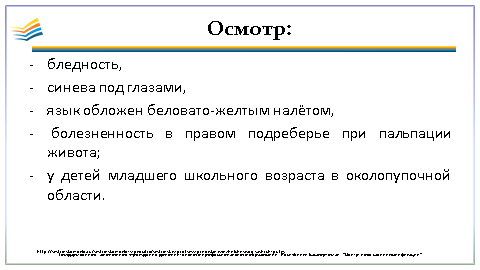 Осмотр:
- бледность,
- синева под глазами,
- язык обложен беловато-желтым налётом,
- болезненность в правом подреберье при пальпации
живота;
- у детей младшего школьного возраста в околопупочной
области.